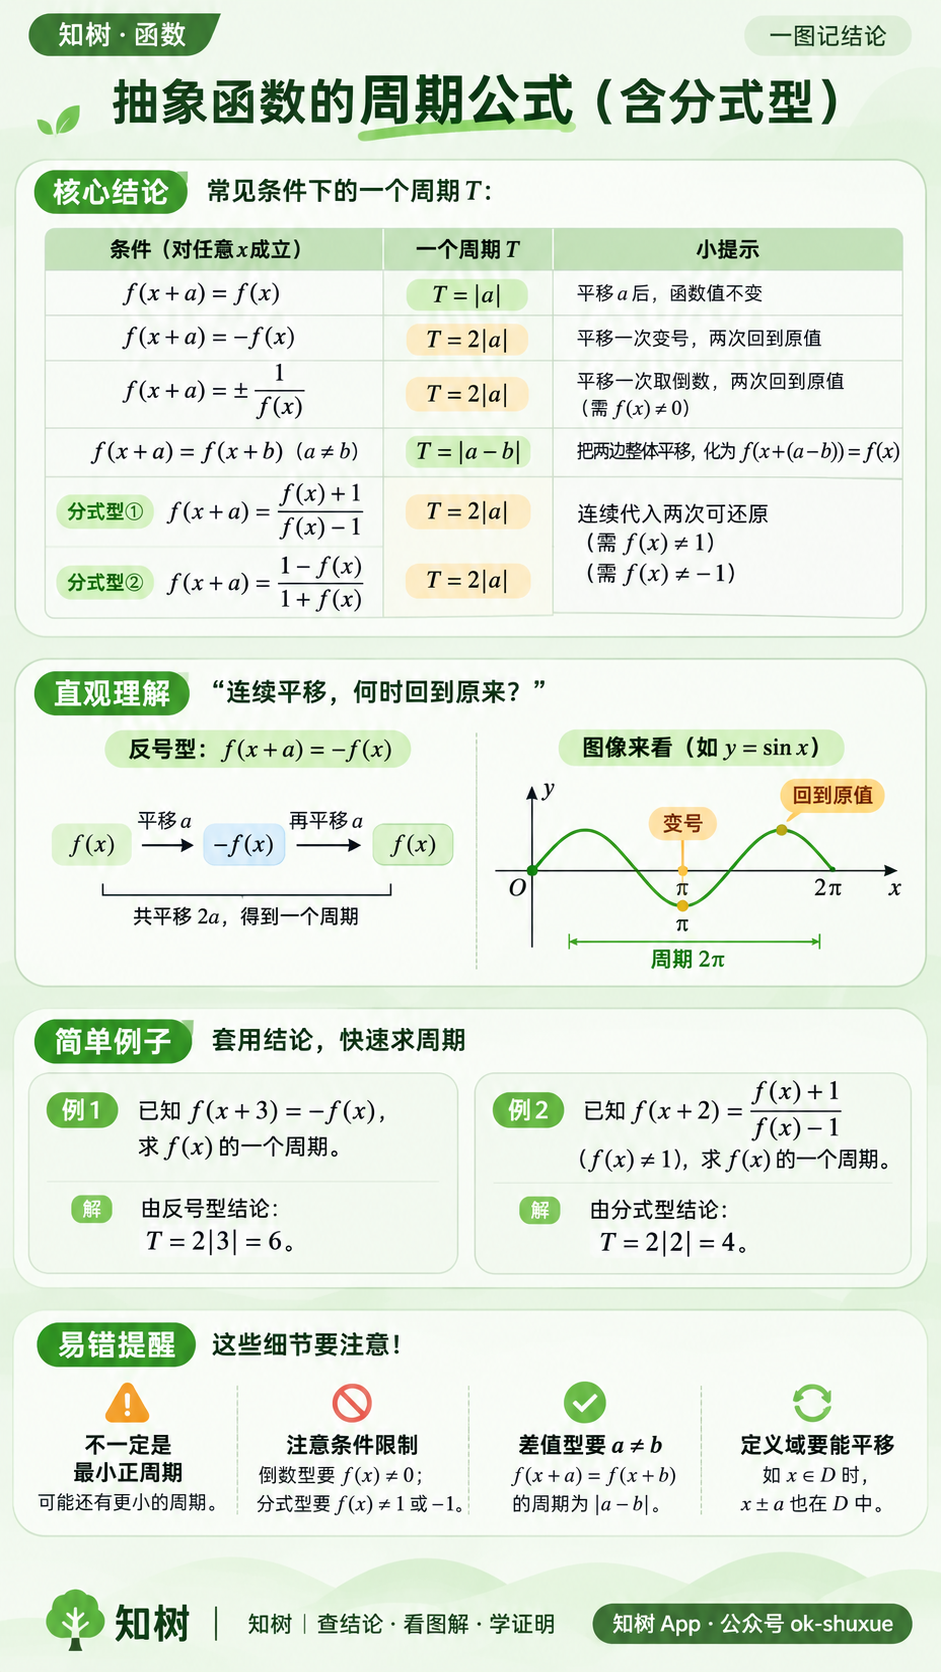 知树 · 函数
一图记结论
抽象函数的周期公式（含分式型）
核心结论 常见条件下的一个周期 T：
条件（对任意 x 成立） 一个周期 T 小提示
f(x+a) = f(x) T = |a| 平移 a 后，函数值不变
f(x+a) = −f(x) T = 2|a| 平移一次变号，两次回到原值
f(x+a) = ± 1/f(x) T = 2|a| 平移一次取倒数，两次回到原值
（需 f(x) ≠ 0）
f(x+a) = f(x+b)（a ≠ b） T = |a − b| 把两边整体平移，化为 f(x+(a−b)) = f(x)
分式型① f(x+a) = (f(x)+1)/(f(x)−1) T = 2|a| 连续代入两次可还原
（需 f(x) ≠ 1）
分式型② f(x+a) = (1−f(x))/(1+f(x)) T = 2|a| （需 f(x) ≠ −1）
直观理解 “连续平移，何时回到原来？”
反号型：f(x+a) = −f(x)
平移 a 再平移 a
f(x) −f(x) f(x)
共平移 2a，得到一个周期
图像来看（如 y = sin x）
y
回到原值
变号
O π 2π x
π
周期 2π
简单例子 套用结论，快速求周期
例 1 已知 f(x+3) = −f(x)，
求 f(x) 的一个周期。
解 由反号型结论：
T = 2|3| = 6。
例 2 已知 f(x+2) = (f(x)+1)/(f(x)−1)
（f(x) ≠ 1），求 f(x) 的一个周期。
解 由分式型结论：
T = 2|2| = 4。
易错提醒 这些细节要注意！
不一定是
最小正周期
可能还有更小的周期。
注意条件限制
倒数型要 f(x) ≠ 0；
分式型要 f(x) ≠ 1 或 −1。
差值型要 a ≠ b
f(x+a) = f(x+b)
的周期为 |a−b|。
定义域要能平移
如 x ∈ D 时，
x ± a 也在 D 中。
知树 | 知树 | 查结论 · 看图解 · 学证明
知树 App · 公众号 ok-shuxue